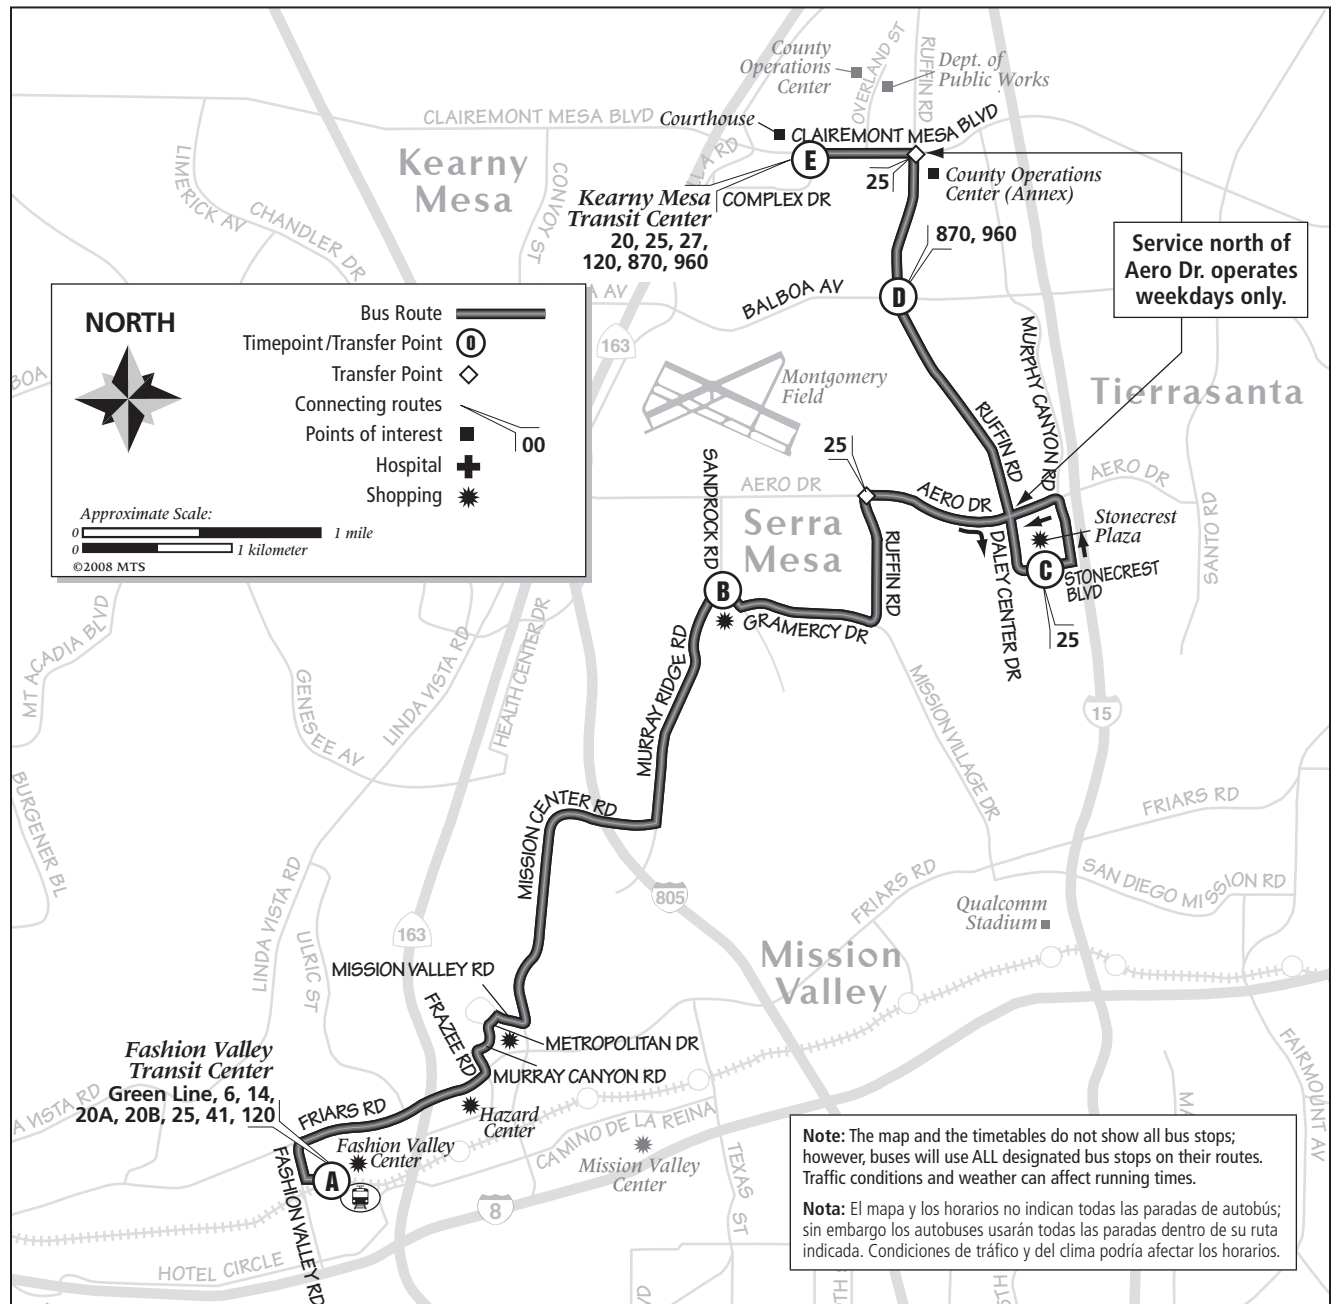 County
Operations
Center
OVERLAND ST
RUFFIN RD
Dept. of
Public Works
CLAIREMONT MESA BLVD
Courthouse
CLAIREMONT MESA BLVD
E
25
County Operations
Center (Annex)
Kearny
Mesa
LIMERICK AV
CHANDLER DR
CONVOY ST
COMPLEX DR
Kearny Mesa
Transit Center
20, 25, 27,
120, 870, 960
870, 960
D
Service north of
Aero Dr. operates
weekdays only.
BALBOA AV
163
Montgomery
Field
MURPHY CANYON RD
Tierrasanta
RUFFIN RD
NORTH
Bus Route
Timepoint/Transfer Point
0
Transfer Point
Connecting routes
00
Points of interest
Hospital
Shopping
Approximate Scale:
0
1 mile
0
1 kilometer
©2008 MTS
25
SANDROCK RD
AERO DR
AERO DR
AERO DR
SANTO RD
Serra
Mesa
Stonecrest
Plaza
RUFFIN RD
DALEY CENTER DR
C
STONECREST
BLVD
25
B
GRAMERCY DR
MT ACADIA BLVD
GENESEE AV
LINDA VISTA RD
HEALTH CENTER DR
MURRAY RIDGE RD
MISSION VILLAGE DR
15
BURGENER BL
MISSION CENTER RD
FRIARS RD
805
FRIARS RD
SAN DIEGO MISSION RD
Qualcomm
Stadium
LINDA VISTA RD
ULRIC ST
163
Mission
Valley
MISSION VALLEY RD
FRAZEE RD
METROPOLITAN DR
MURRAY CANYON RD
Fashion Valley
Transit Center
Green Line, 6, 14,
20A, 20B, 25, 41, 120
A VISTA RD
FRIARS RD
Hazard
Center
Fashion Valley
Center
A
CAMINO DE LA REINA
Mission Valley
Center
TEXAS ST
FAIRMOUNT AV
FASHION VALLEY RD
8
HOTEL CIRCLE
Note: The map and the timetables do not show all bus stops;
however, buses will use ALL designated bus stops on their routes.
Traffic conditions and weather can affect running times.
Nota: El mapa y los horarios no indican todas las paradas de autobús;
sin embargo los autobuses usarán todas las paradas dentro de su ruta
indicada. Condiciones de tráfico y del clima podría afectar los horarios.